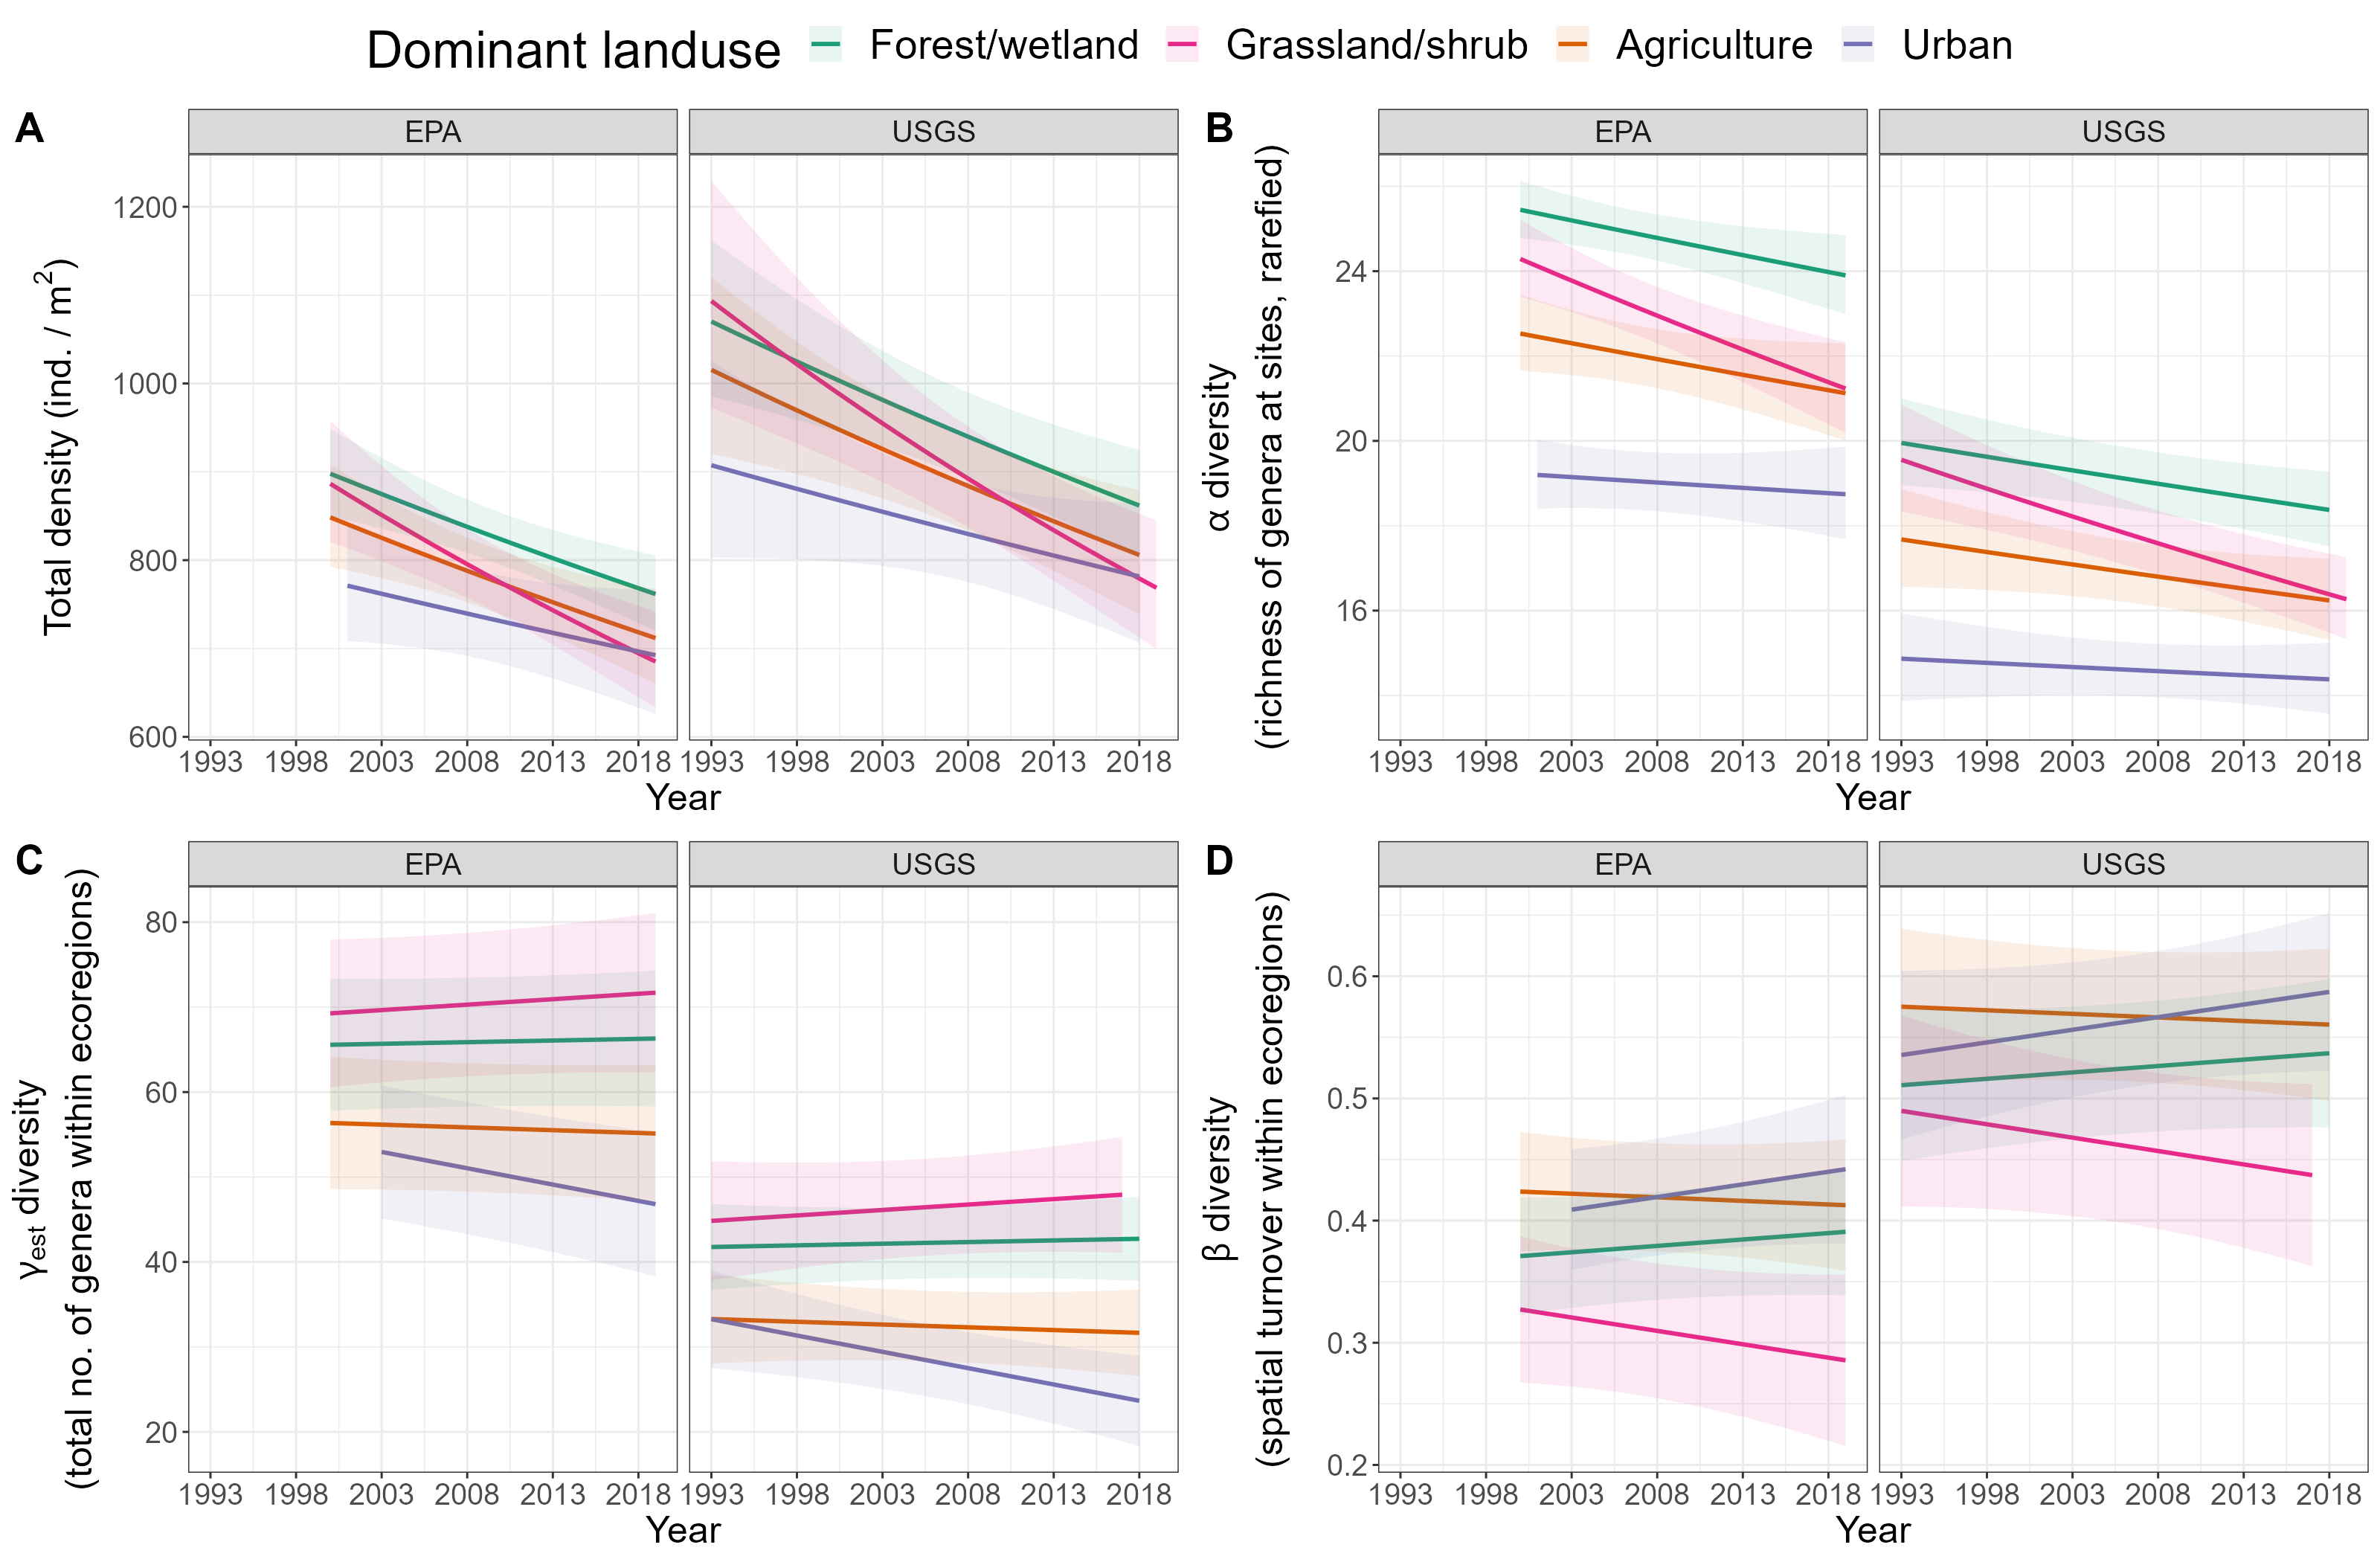 Dominant landuse Forest/wetland Grassland/shrub Agriculture Urban
A
EPA
USGS
Total density (ind. / m²)
1200
1000
800
600
1993 1998 2003 2008 2013 2018
1993 1998 2003 2008 2013 2018
Year
B
EPA
USGS
α diversity
(richness of genera at sites, rarefied)
24
20
16
1993 1998 2003 2008 2013 2018
1993 1998 2003 2008 2013 2018
Year
C
EPA
USGS
γest diversity
(total no. of genera within ecoregions)
80
60
40
20
1993 1998 2003 2008 2013 2018
1993 1998 2003 2008 2013 2018
Year
D
EPA
USGS
β diversity
(spatial turnover within ecoregions)
0.6
0.5
0.4
0.3
0.2
1993 1998 2003 2008 2013 2018
1993 1998 2003 2008 2013 2018
Year